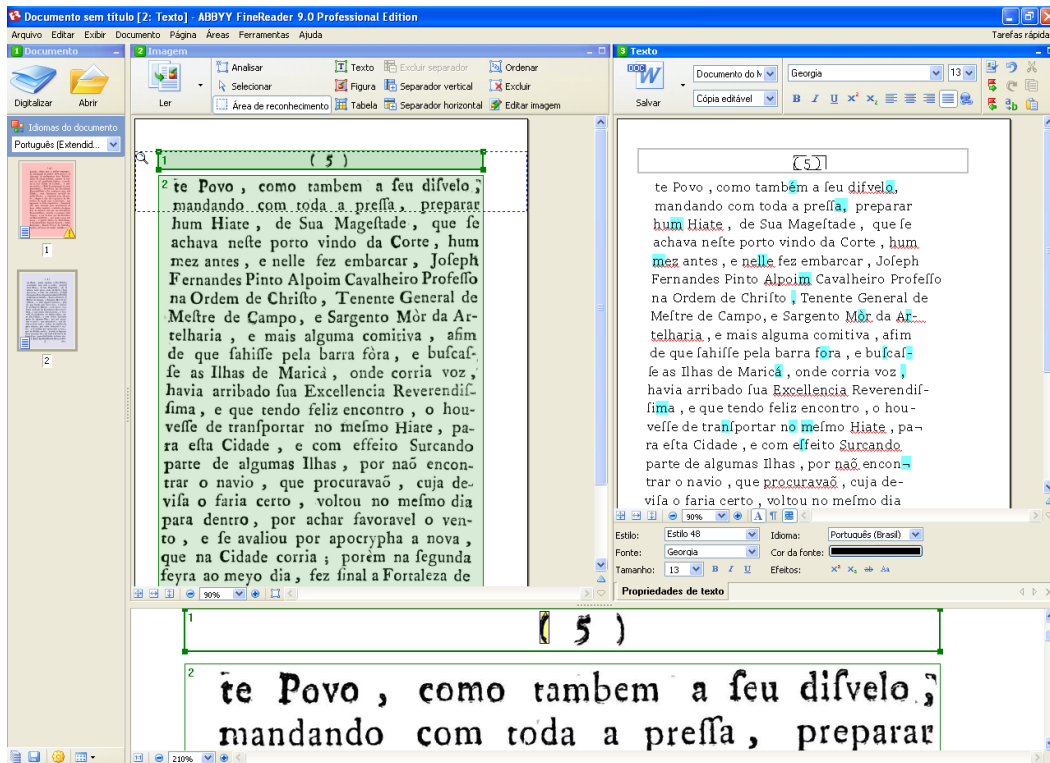 Documento sem título [2: Texto] - ABBYY FineReader 9.0 Professional Edition
Arquivo Editar Exibir Documento Página Áreas Ferramentas Ajuda
Tarefas rápida
1 Documento
Digitalizar Abrir
Idiomas do documento
Português (Extendid...
1
2
2 Imagem
Ler
Analisar
Selecionar
Área de reconhecimento
Texto
Figura
Tabela
Excluir separador
Separador vertical
Separador horizontal
Ordenar
Excluir
Editar imagem
1 ( 5 )
2 te Povo , como tambem a ſeu diſvelo ;
mandando com toda a preſſa , preparar
hum Hiate , de Sua Mageſtade , que ſe
achava neſte porto vindo da Corte , hum
mez antes , e nelle fez embarcar , Joſeph
Fernandes Pinto Alpoim Cavalheiro Profeſſo
na Ordem de Chriſto , Tenente General de
Meſtre de Campo, e Sargento Mòr da Ar-
telharia , e mais alguma comitiva , afim
de que ſahiſſe pela barra fòra , e buſcaſ-
ſe as Ilhas de Maricà , onde corria voz ,
havia arribado ſua Excellencia Reverendiſ-
ſima , e que tendo feliz encontro , o hou-
veſſe de tranſportar no meſmo Hiate , pa-
ra eſta Cidade , e com effeito Surcando
parte de algumas Ilhas , por naõ encon-
trar o navio , que procuravaõ , cuja de-
viſa o faria certo , voltou no meſmo dia
para dentro , por achar favoravel o ven-
to , e ſe avaliou por apocrypha a nova ,
que na Cidade corria ; porèm na ſegunda
feyra ao meyo dia , fez ſinal a Fortaleza de
90%
3 Texto
Salvar
Documento do M
Cópia editável
Georgia
13
B I U x² x₂
(5)
te Povo , como também a ſeu diſvelo,
mandando com toda a preſſa, preparar
hum Hiate , de Sua Mageſtade , que ſe
achava neſte porto vindo da Corte , hum
mez antes , e nelle fez embarcar , Joſeph
Fernandes Pinto Alpoim Cavalheiro Profeſſo
na Ordem de Chriſto , Tenente General de
Meſtre de Campo, e Sargento Mòr da Ar-
telharia , e mais alguma comitiva , afim
de que ſahiſſe pela barra fora , e buſcaſ-
ſe as Ilhas de Maricá , onde corria voz ,
havia arribado ſua Excellencia Reverendiſ-
ſima , e que tendo feliz encontro , o hou-
veſſe de tranſportar no meſmo Hiate , pa¬
ra eſta Cidade , e com eſfeito Surcando
parte de algumas Ilhas , por naõ encon¬
trar o navio , que procuravaõ , cuja de-
viſa o faria certo , voltou no meſmo dia
90%
Estilo: Estilo 48
Idioma: Português (Brasil)
Fonte: Georgia
Cor da fonte:
Tamanho: 13 B I U
Efeitos: x² x₂ ab Aa
Propriedades de texto
1 ( 5 )
2 te Povo , como tambem a ſeu diſvelo ;
mandando com toda a preſſa , preparar
210%